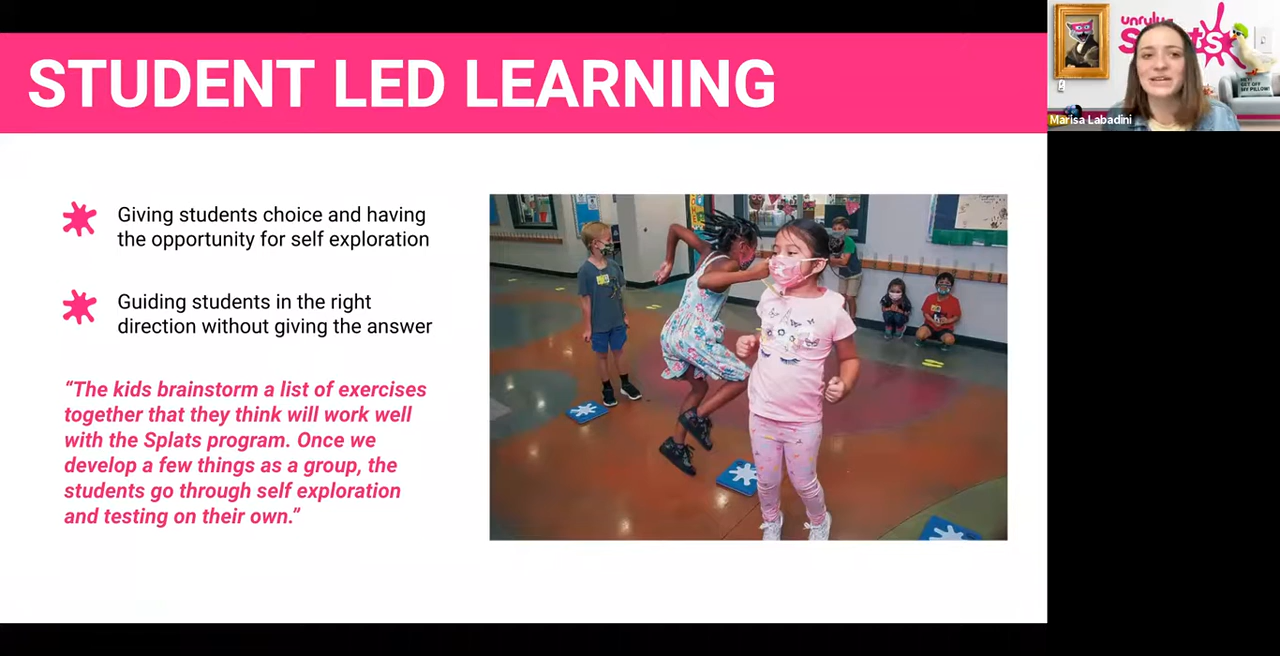 STUDENT LED LEARNING
Giving students choice and having
the opportunity for self exploration
Guiding students in the right
direction without giving the answer
“The kids brainstorm a list of exercises
together that they think will work well
with the Splats program. Once we
develop a few things as a group, the
students go through self exploration
and testing on their own.”
unruly
GET OFF
MY PILLOW!
Marisa Labadini